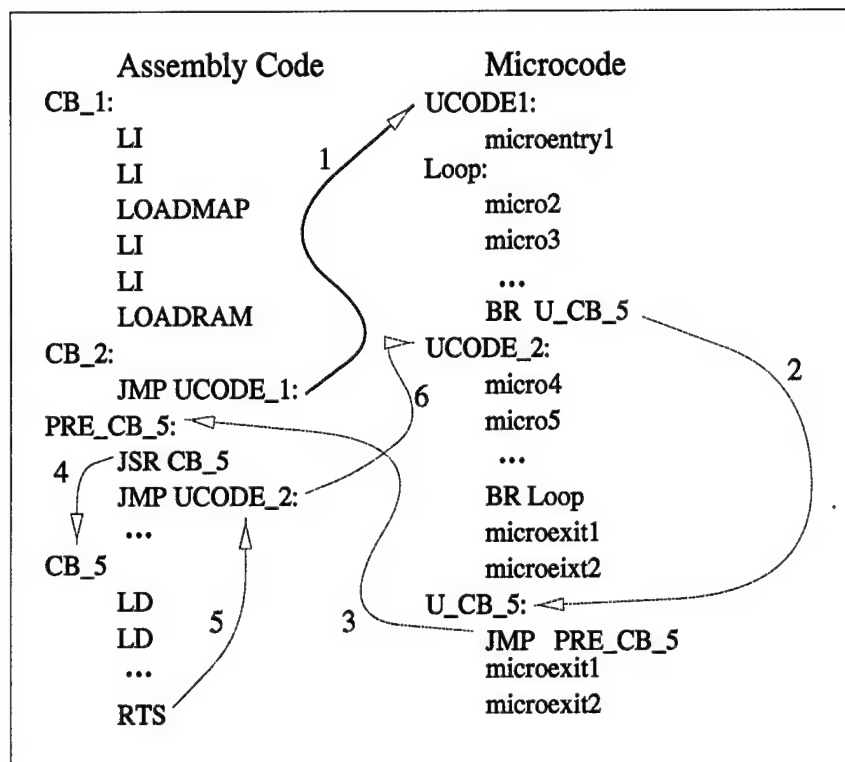 Assembly Code
CB_1:
LI
LI
LOADMAP
LI
LI
LOADRAM
CB_2:
JMP UCODE_1:
PRE_CB_5:
JSR CB_5
JMP UCODE_2:
...
CB_5
LD
LD
...
RTS
Microcode
UCODE1:
microentry1
Loop:
micro2
micro3
...
BR U_CB_5
UCODE_2:
micro4
micro5
...
BR Loop
microexit1
microeixt2
U_CB_5:
JMP PRE_CB_5
microexit1
microexit2
1
2
3
4
5
6